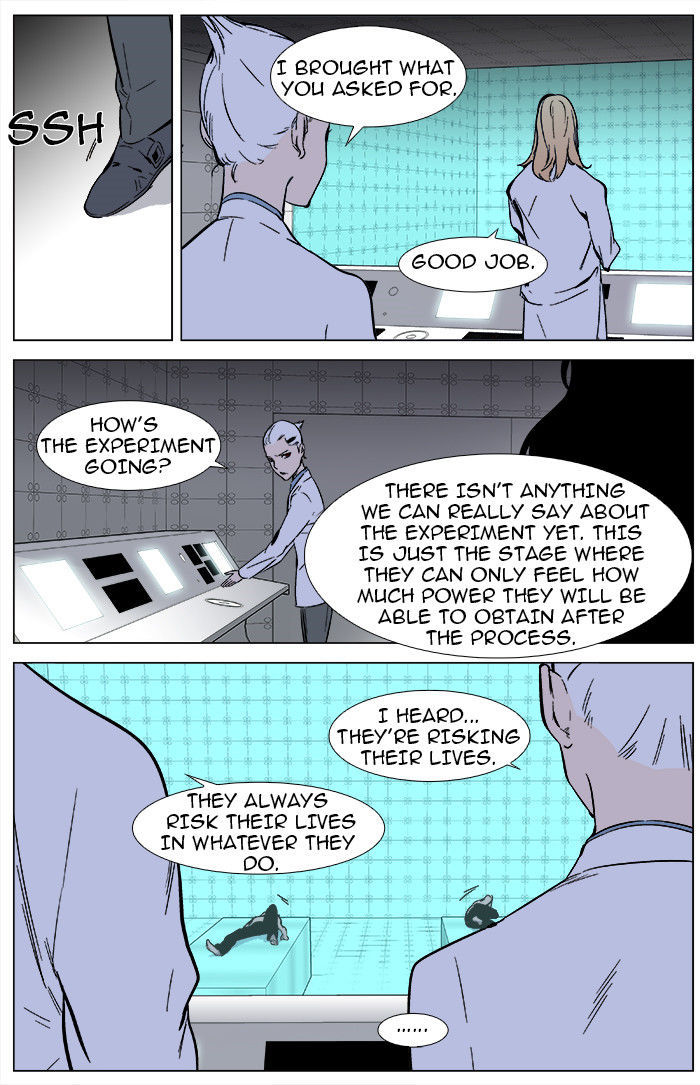 SSH
I BROUGHT WHAT
YOU ASKED FOR.
GOOD JOB.
HOW'S
THE EXPERIMENT
GOING?
THERE ISN'T ANYTHING
WE CAN REALLY SAY ABOUT
THE EXPERIMENT YET. THIS
IS JUST THE STAGE WHERE
THEY CAN ONLY FEEL HOW
MUCH POWER THEY WILL BE
ABLE TO OBTAIN AFTER
THE PROCESS.
I HEARD...
THEY'RE RISKING
THEIR LIVES.
THEY ALWAYS
RISK THEIR LIVES
IN WHATEVER THEY
DO.
......